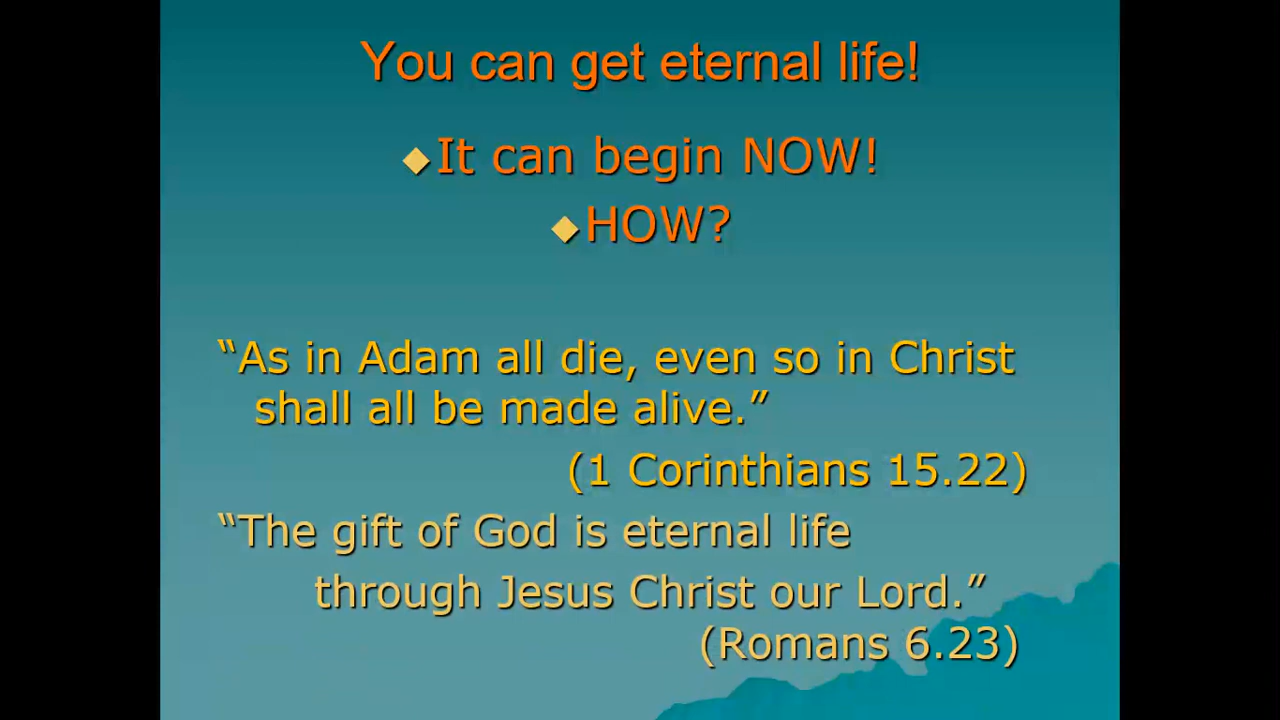 You can get eternal life!
◆It can begin NOW!
◆HOW?
“As in Adam all die, even so in Christ
shall all be made alive.”
(1 Corinthians 15.22)
“The gift of God is eternal life
through Jesus Christ our Lord.”
(Romans 6.23)